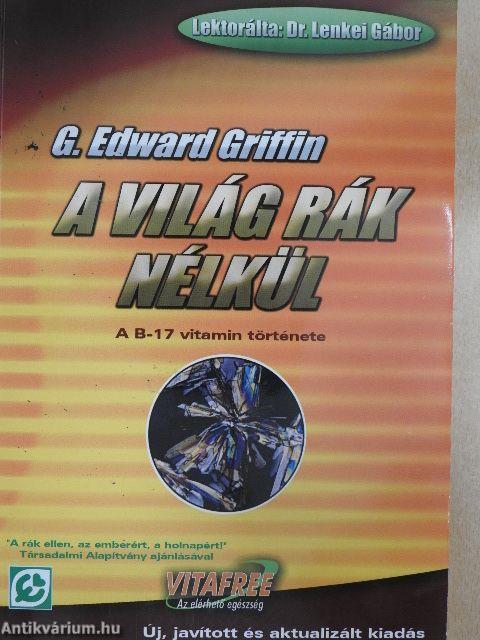 Lektorálta: Dr. Lenkei Gábor
G. Edward Griffin
A VILÁG RÁK
NÉLKÜL
A B-17 vitamin története
"A rák ellen, az emberért, a holnapért!"
Társadalmi Alapítvány ajánlásával
VITAFREE
Az elérhető egészség
Antikvárium.hu
Új, javított és aktualizált kiadás